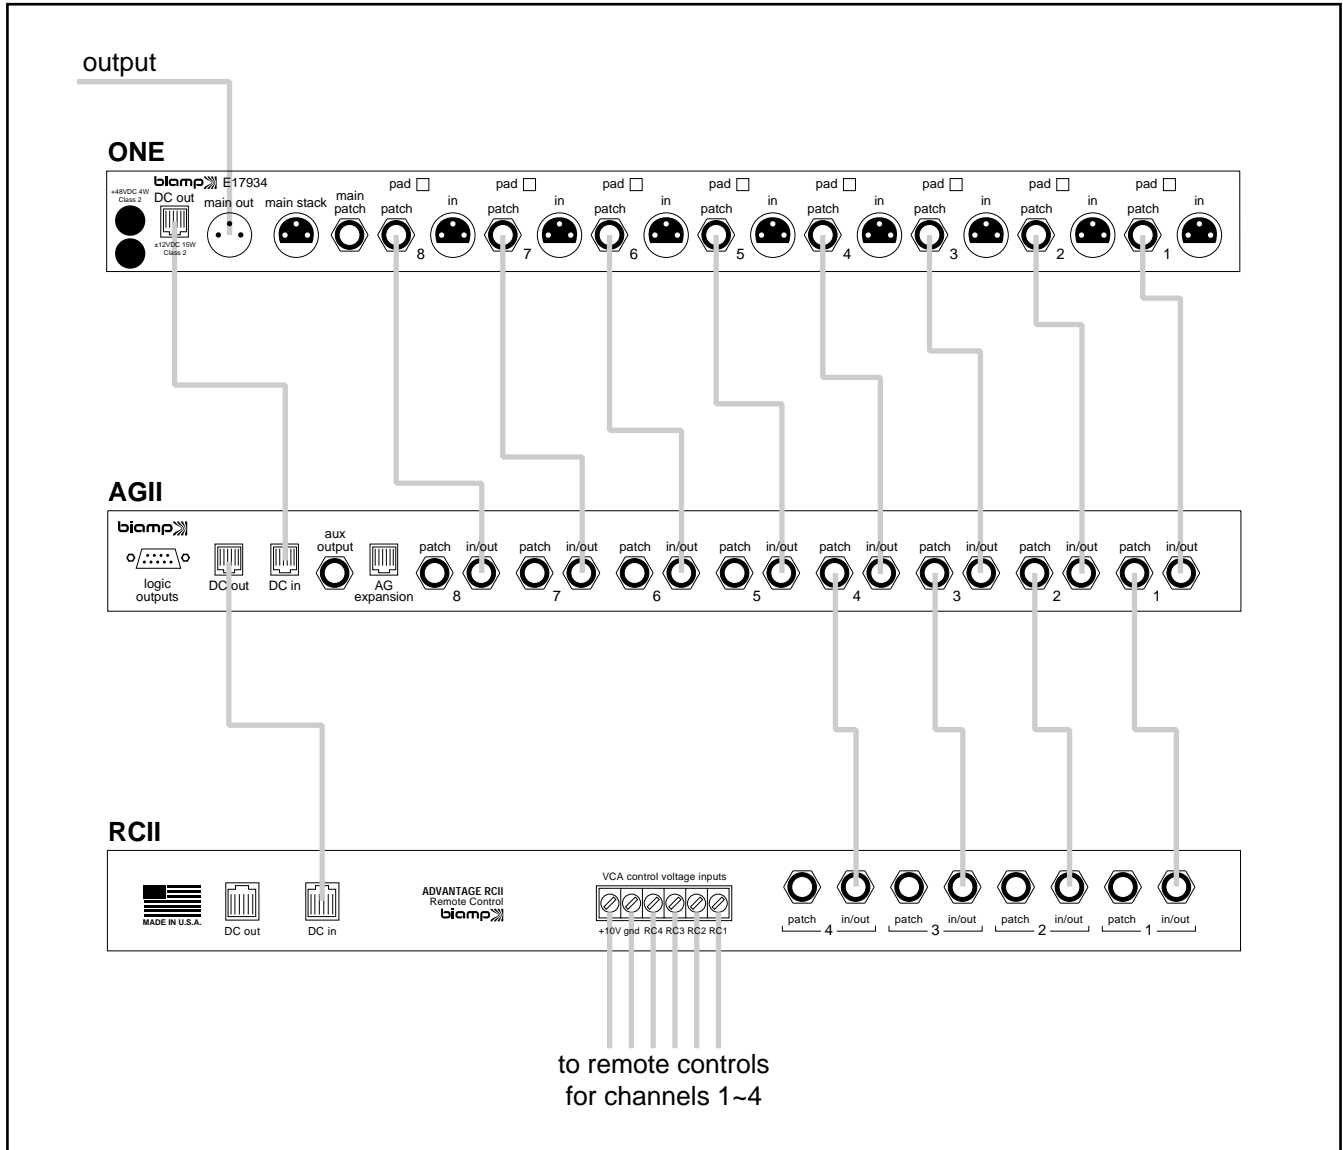 output
ONE
+48VDC 4W
Class 2
DC out
±12VDC 15W
Class 2
biamp E17934
main out
main stack
main
patch
pad
patch
in
8
pad
patch
in
7
pad
patch
in
6
pad
patch
in
5
pad
patch
in
4
pad
patch
in
3
pad
patch
in
2
pad
patch
in
1
AGII
biamp
logic
outputs
DC out
DC in
aux
output
AG
expansion
patch in/out
8
patch in/out
7
patch in/out
6
patch in/out
5
patch in/out
4
patch in/out
3
patch in/out
2
patch in/out
1
RCII
MADE IN U.S.A.
DC out
DC in
ADVANTAGE RCII
Remote Control
biamp
VCA control voltage inputs
+10V gnd RC4 RC3 RC2 RC1
patch in/out
4
patch in/out
3
patch in/out
2
patch in/out
1
to remote controls
for channels 1~4